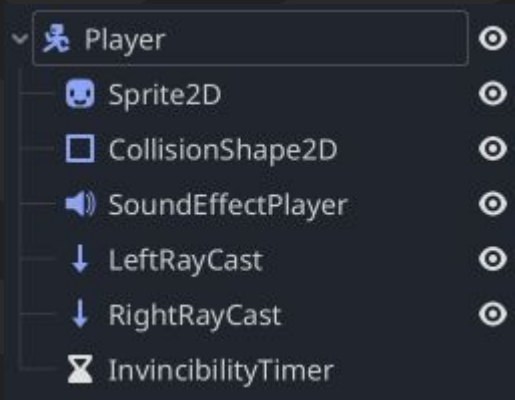 Player
Sprite2D
CollisionShape2D
SoundEffectPlayer
LeftRayCast
RightRayCast
InvincibilityTimer